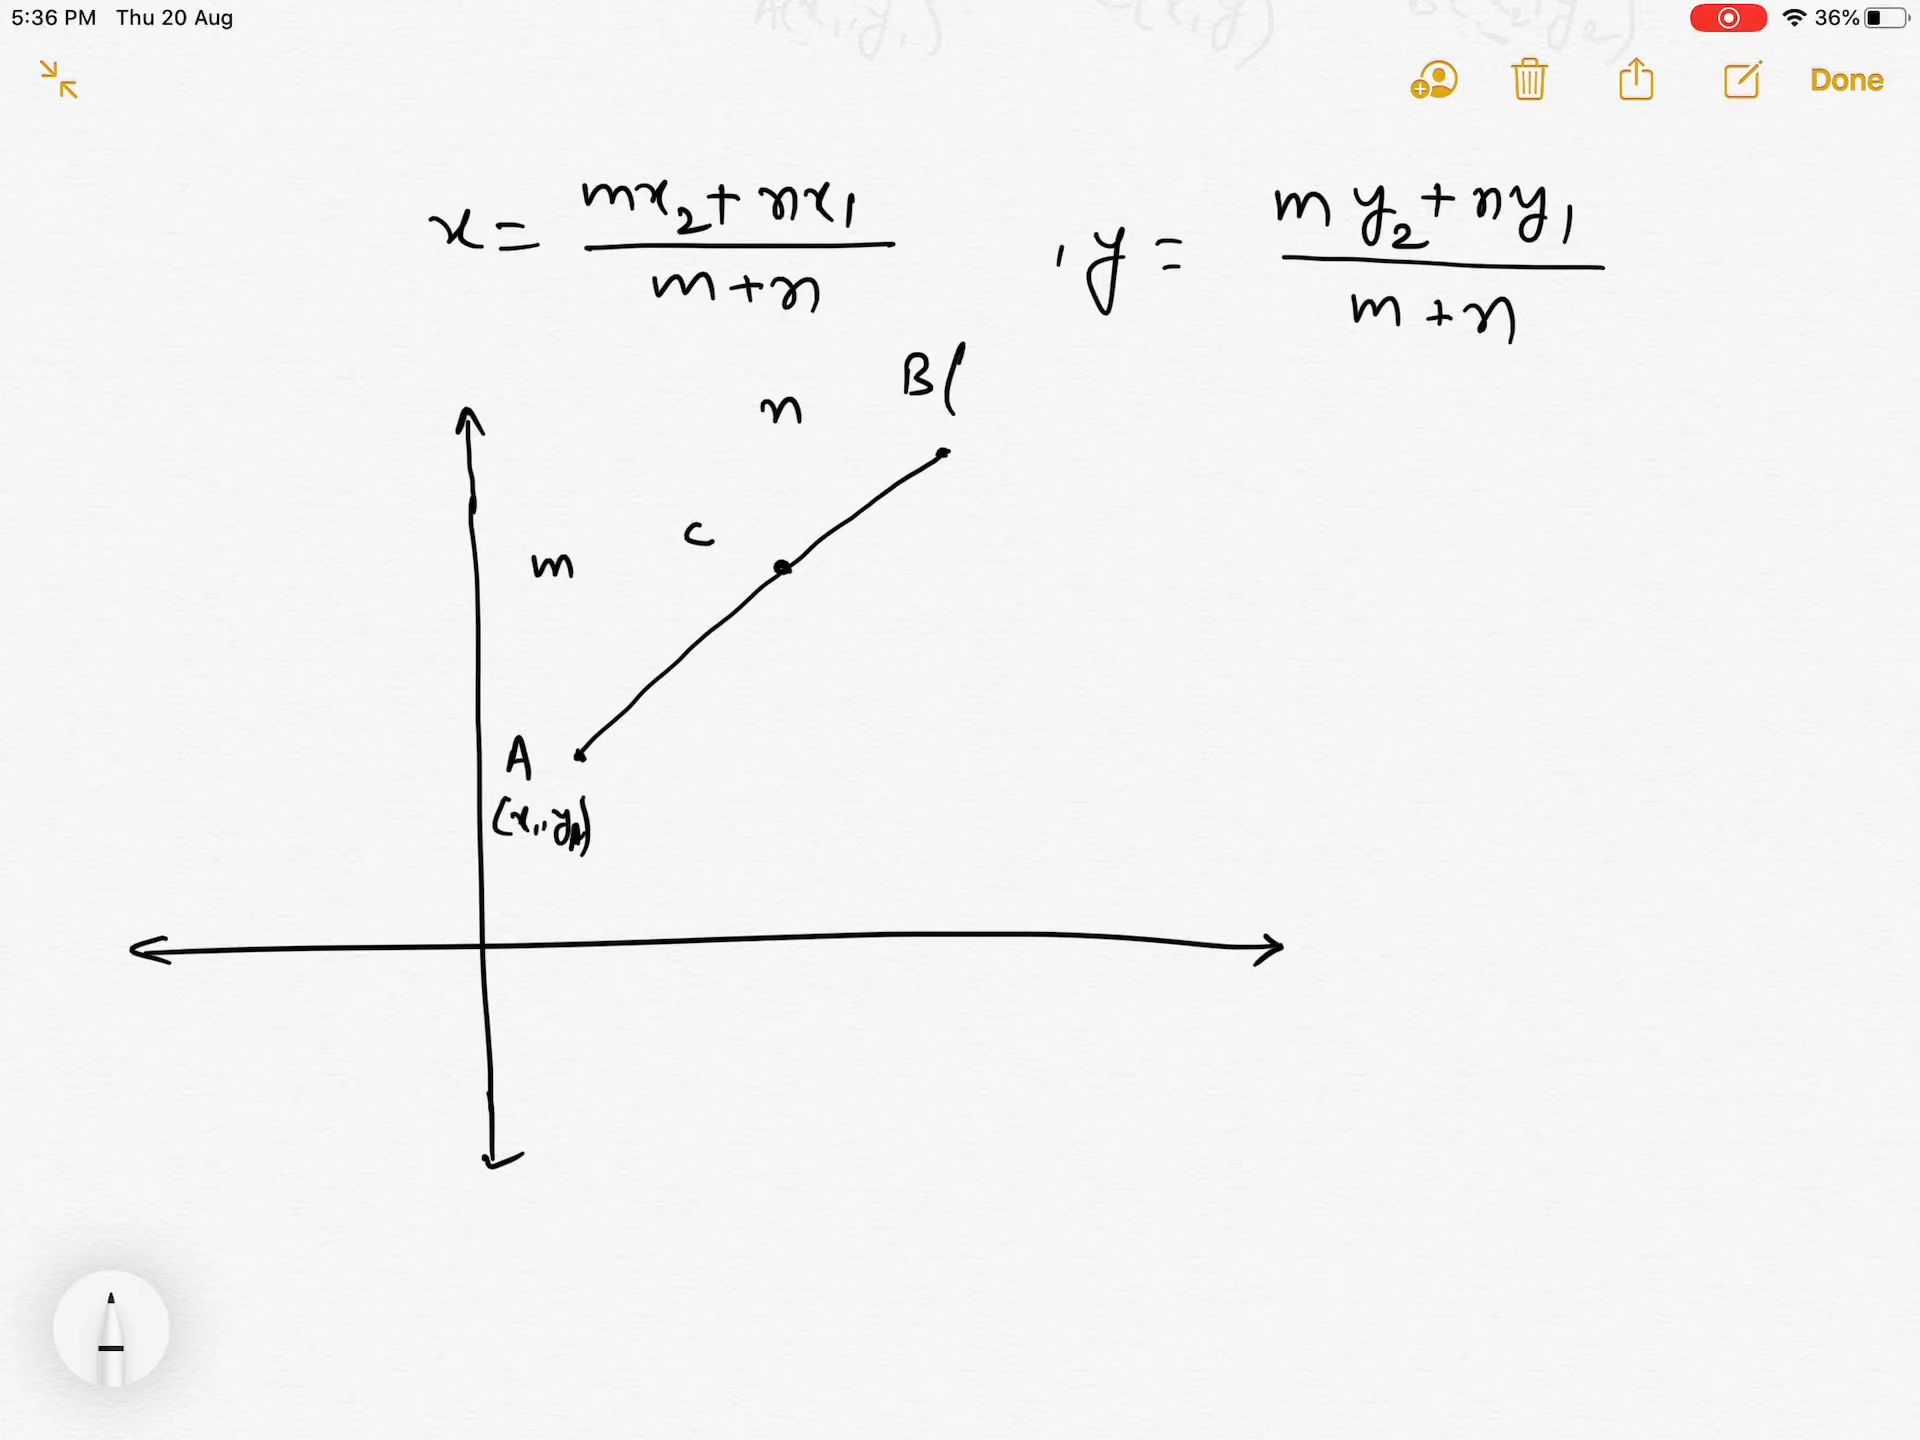 5:36 PM Thu 20 Aug 36%
Done
x = (mx₂ + nx₁)/(m + n) , y = (my₂ + ny₁)/(m + n)
B(
n
C
m
A
(x₁, y₁)